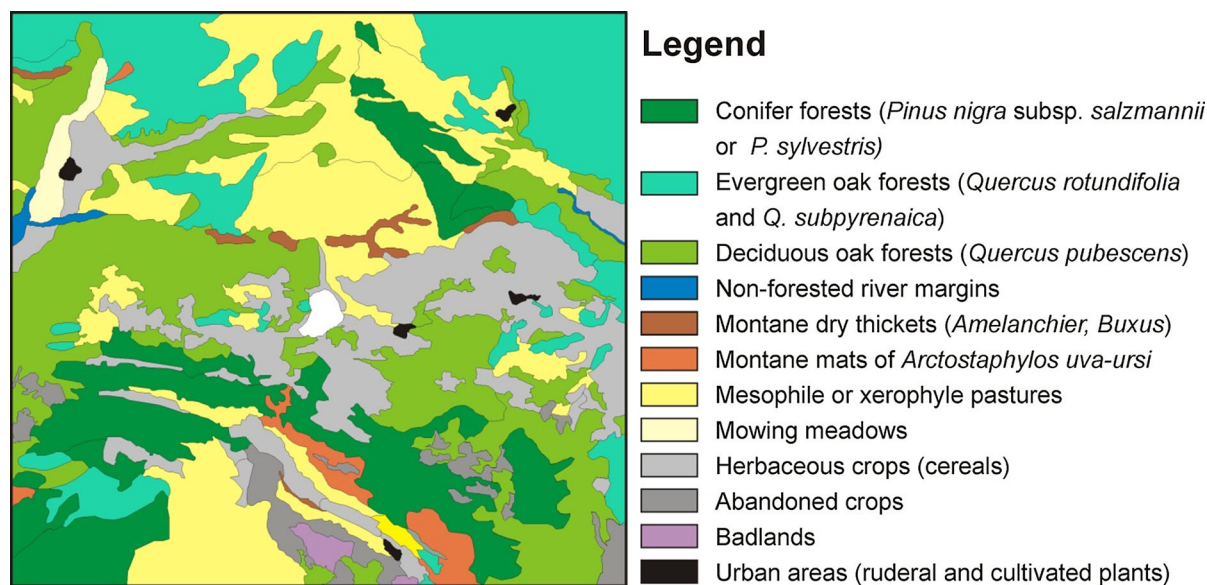 Legend
Conifer forests (Pinus nigra subsp. salzmannii
or P. sylvestris)
Evergreen oak forests (Quercus rotundifolia
and Q. subpyrenaica)
Deciduous oak forests (Quercus pubescens)
Non-forested river margins
Montane dry thickets (Amelanchier, Buxus)
Montane mats of Arctostaphylos uva-ursi
Mesophile or xerophyle pastures
Mowing meadows
Herbaceous crops (cereals)
Abandoned crops
Badlands
Urban areas (ruderal and cultivated plants)